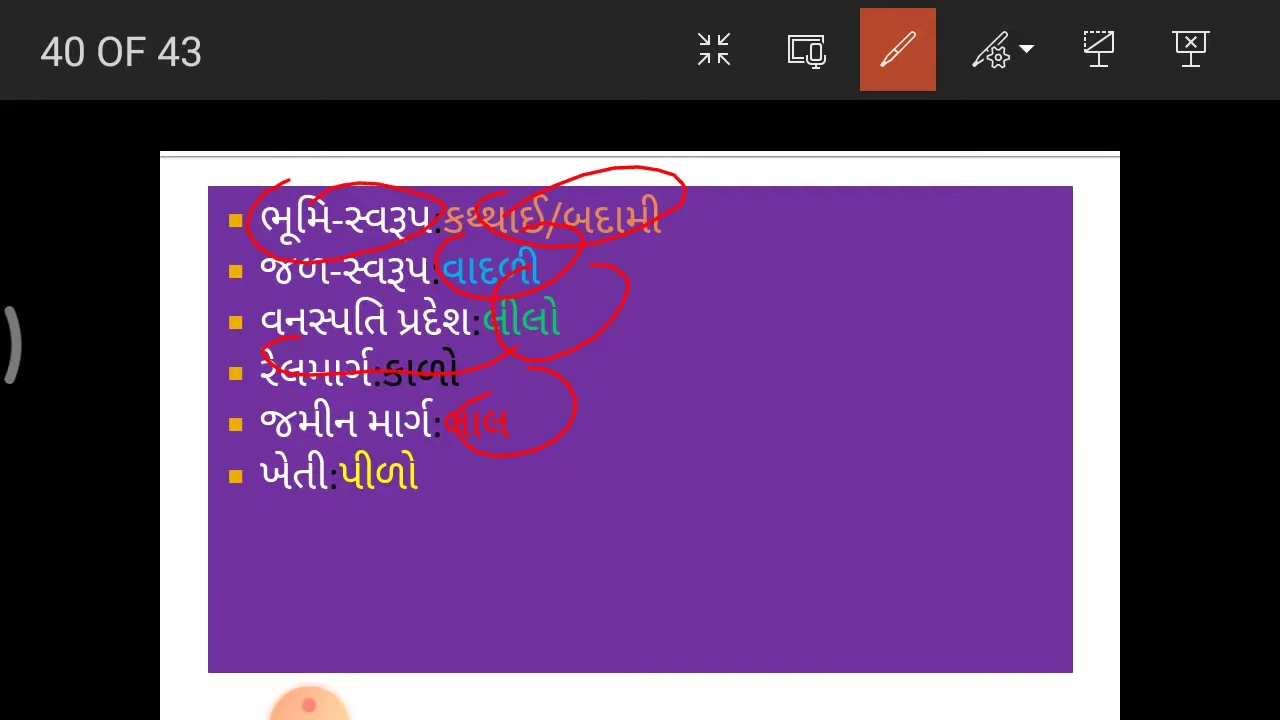 40 OF 43
ભૂમિ-સ્વરૂપ:કથ્થાઈ/બદામી
જળ-સ્વરૂપ:વાદળી
વનસ્પતિ પ્રદેશ:લીલો
રેલમાર્ગ:કાળો
જમીન માર્ગ:લાલ
ખેતી:પીળો